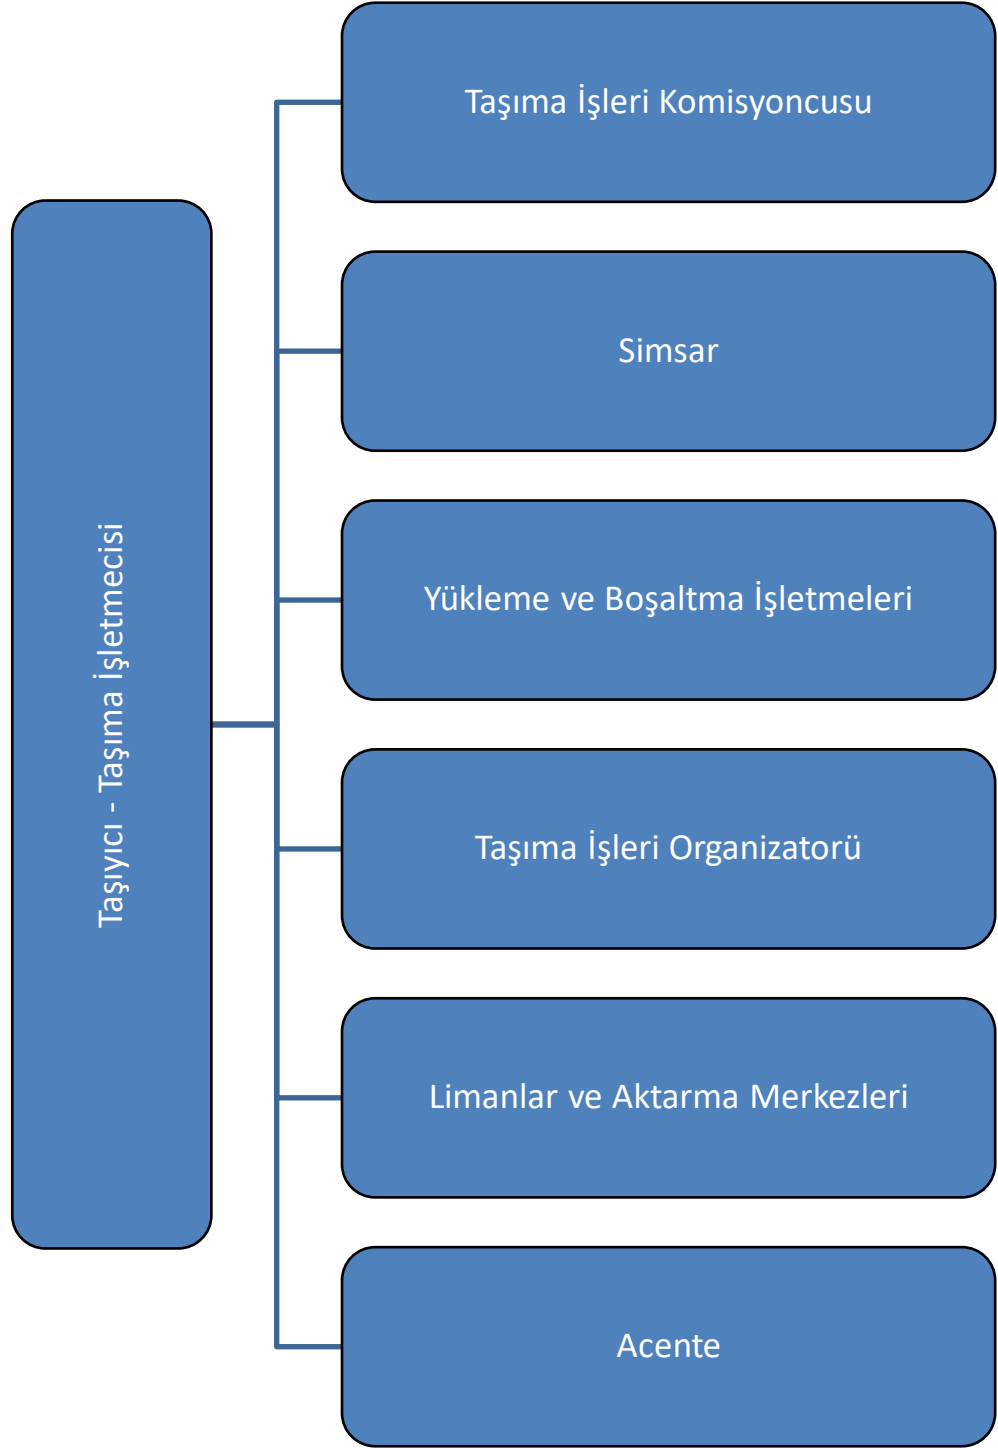 Taşıyıcı - Taşıma İşletmecisi
Taşıma İşleri Komisyoncusu
Simsar
Yükleme ve Boşaltma İşletmeleri
Taşıma İşleri Organizatorü
Limanlar ve Aktarma Merkezleri
Acente